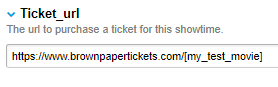 Ticket_url
The url to purchase a ticket for this showtime.
https://www.brownpapertickets.com/[my_test_movie]